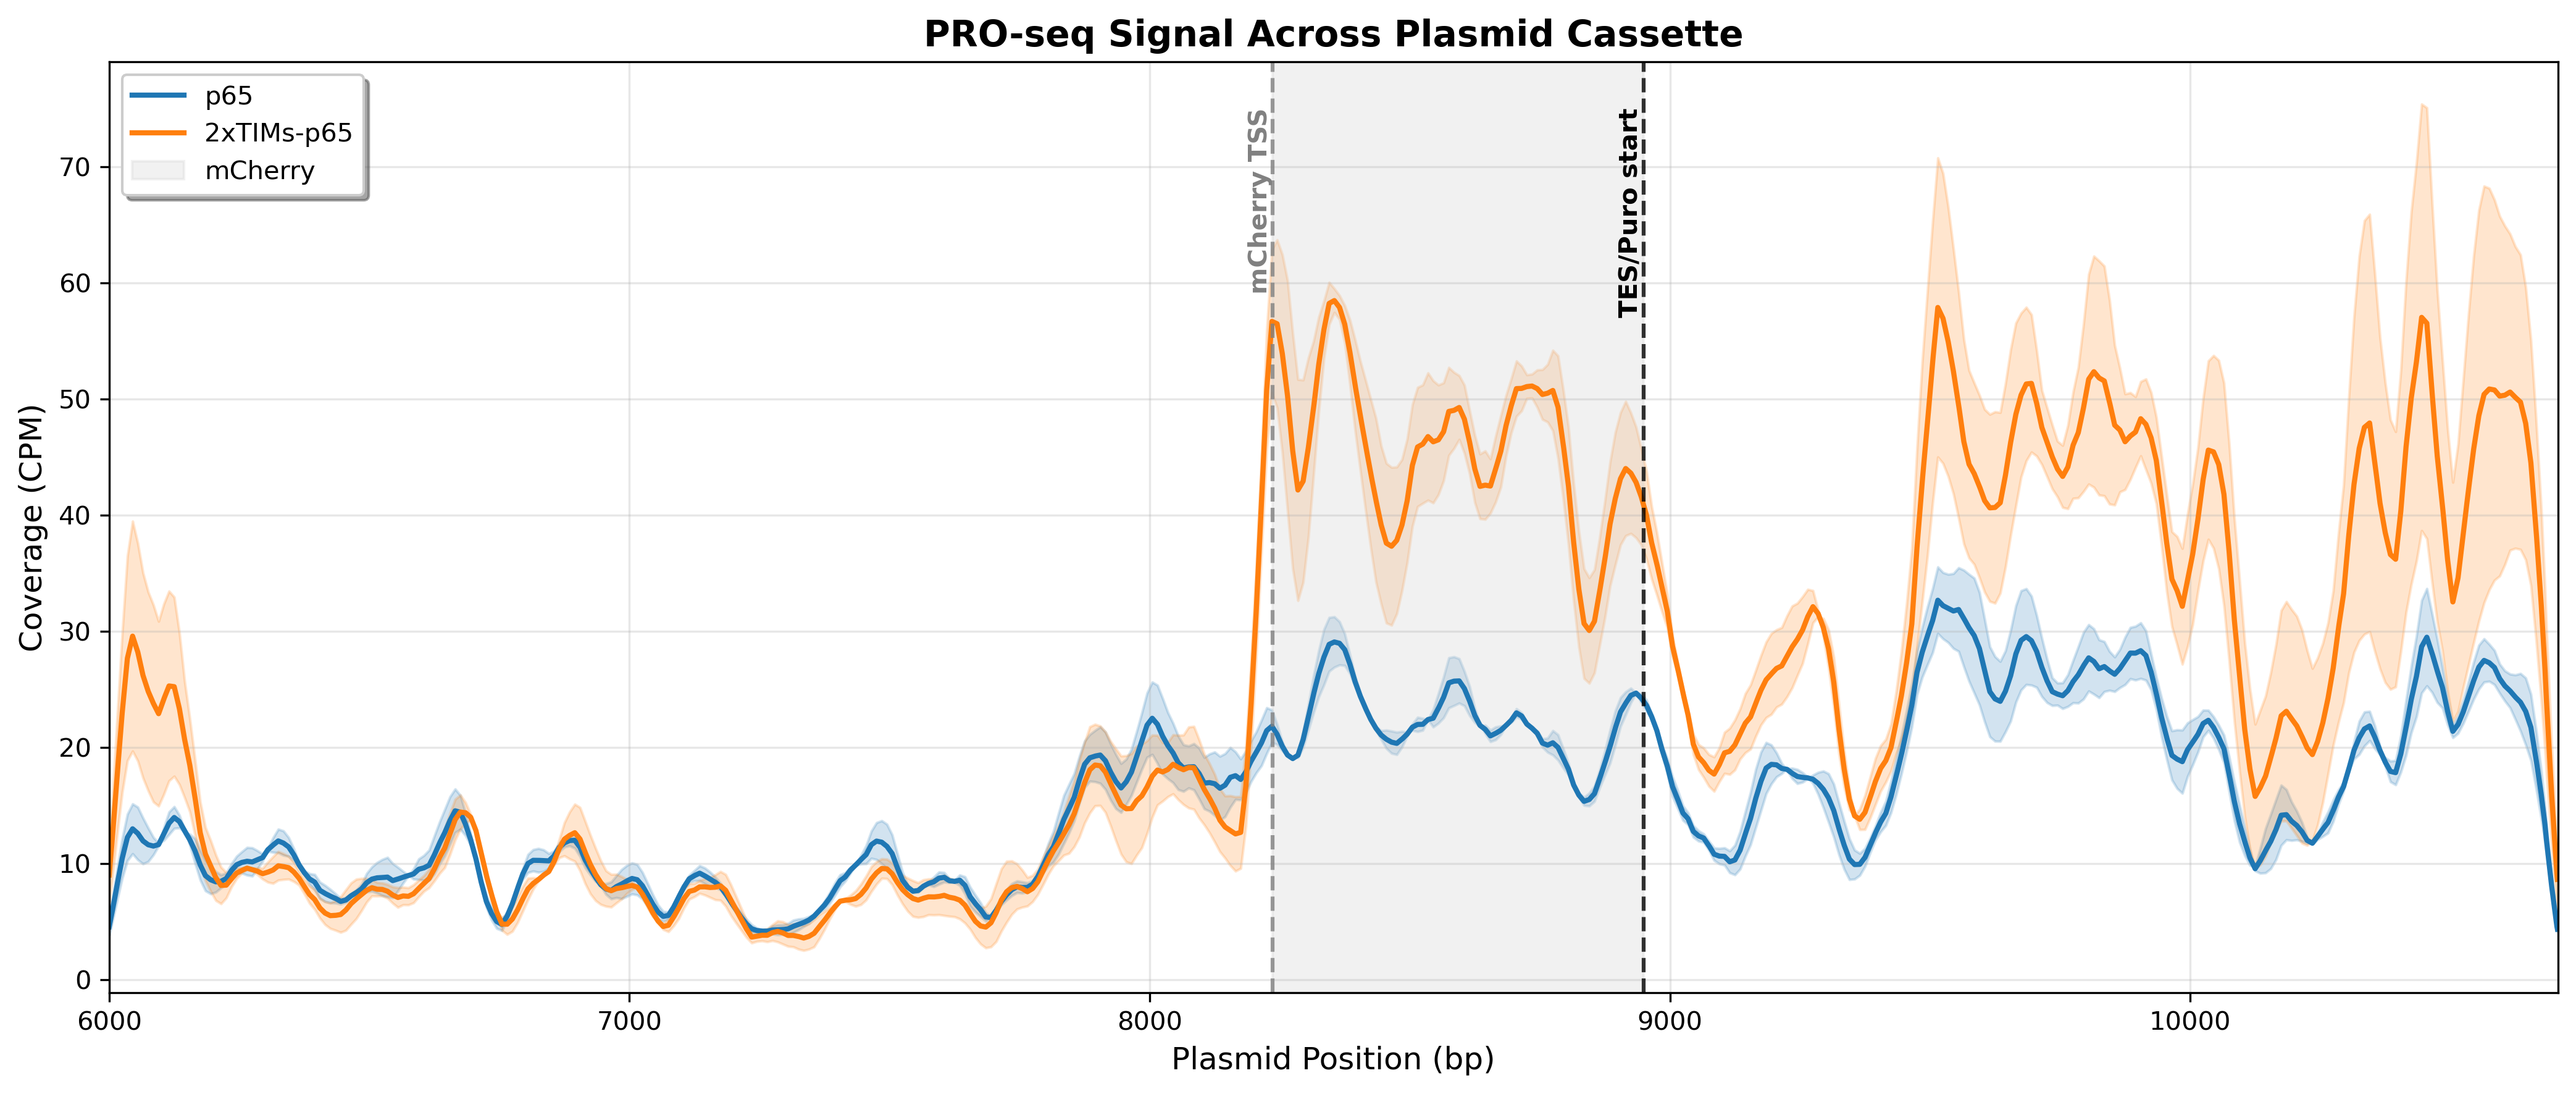 PRO-seq Signal Across Plasmid Cassette
p65
2xTIMs-p65
mCherry
mCherry TSS
TES/Puro start
Coverage (CPM)
70
60
50
40
30
20
10
0
6000 7000 8000 9000 10000
Plasmid Position (bp)